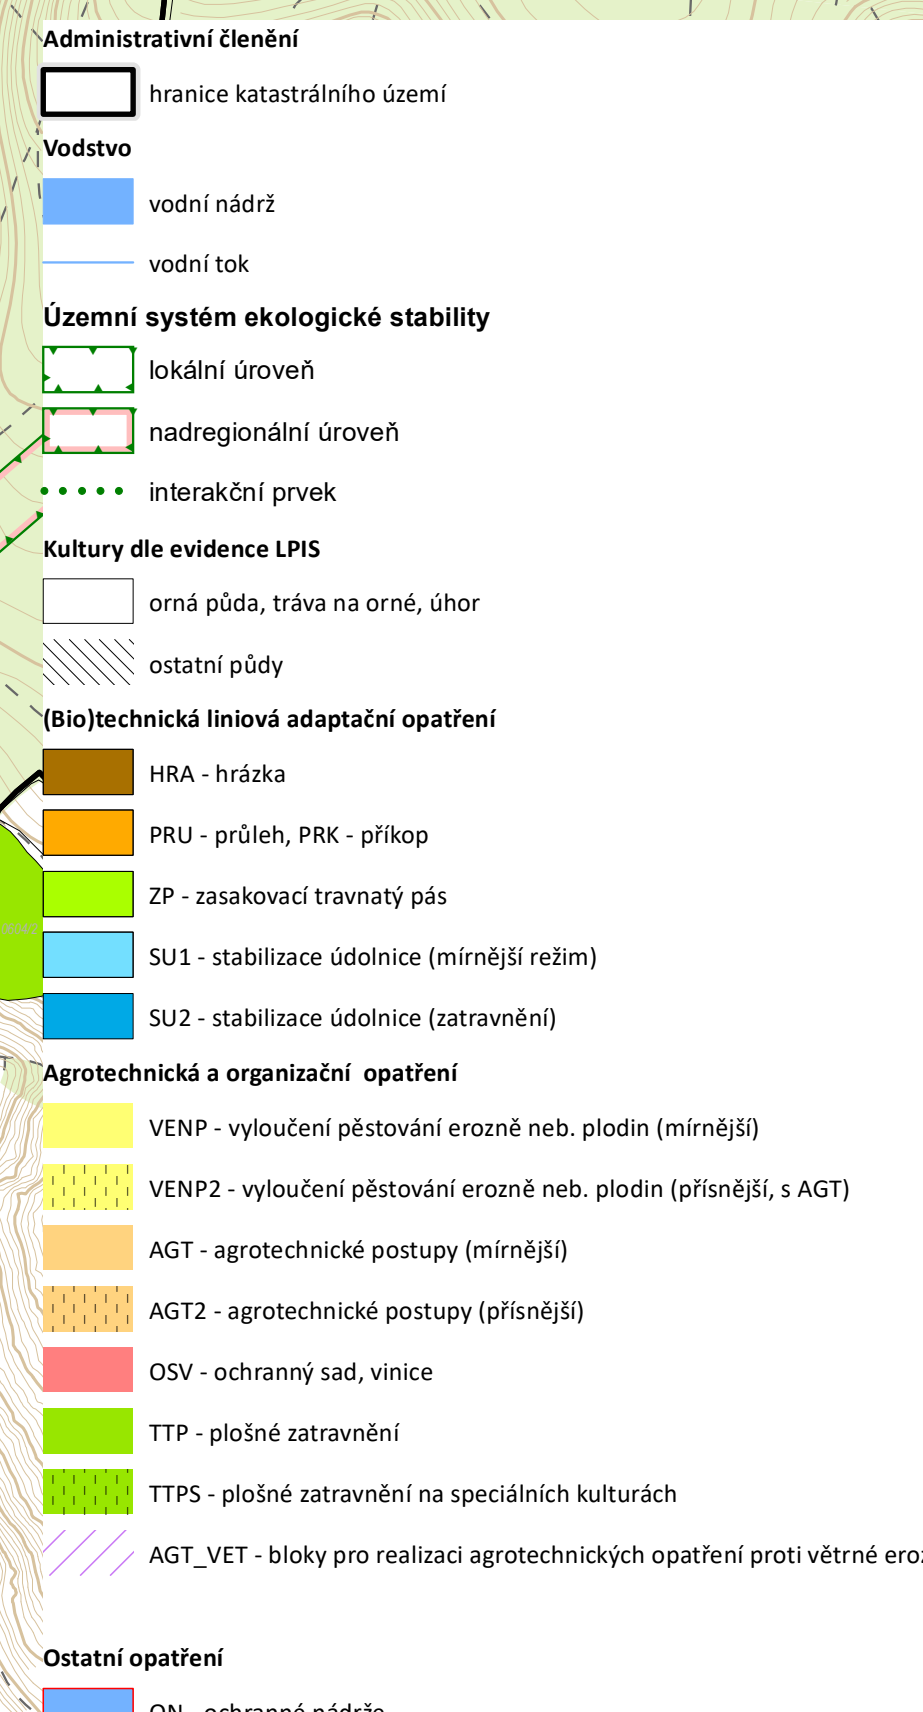 Administrativní členění
hranice katastrálního území
Vodstvo
vodní nádrž
vodní tok
Územní systém ekologické stability
lokální úroveň
nadregionální úroveň
interakční prvek
Kultury dle evidence LPIS
orná půda, tráva na orné, úhor
ostatní půdy
(Bio)technická liniová adaptační opatření
HRA - hrázka
PRU - průleh, PRK - příkop
ZP - zasakovací travnatý pás
SU1 - stabilizace údolnice (mírnější režim)
SU2 - stabilizace údolnice (zatravnění)
Agrotechnická a organizační opatření
VENP - vyloučení pěstování erozně neb. plodin (mírnější)
VENP2 - vyloučení pěstování erozně neb. plodin (přísnější, s AGT)
AGT - agrotechnické postupy (mírnější)
AGT2 - agrotechnické postupy (přísnější)
OSV - ochranný sad, vinice
TTP - plošné zatravnění
TTPS - plošné zatravnění na speciálních kulturách
AGT_VET - bloky pro realizaci agrotechnických opatření proti větrné eroz
Ostatní opatření
ON - ochranné nádrže